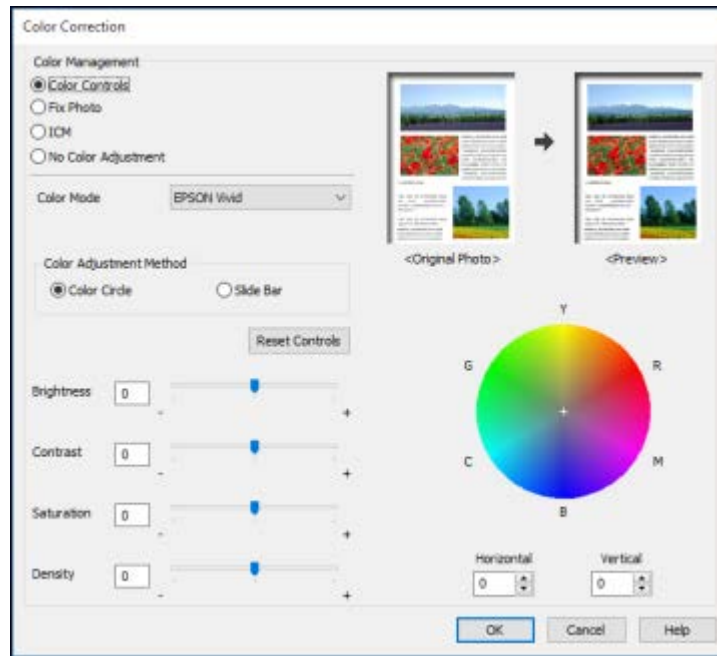 Color Correction
Color Management
Color Controls
Fix Photo
ICM
No Color Adjustment
Color Mode
EPSON Vivid
Color Adjustment Method
Color Circle
Slide Bar
Reset Controls
Brightness 0
- +
Contrast 0
- +
Saturation 0
- +
Density 0
- +
<Original Photo>
<Preview>
Y
G R
C M
B
Horizontal Vertical
0 0
OK Cancel Help